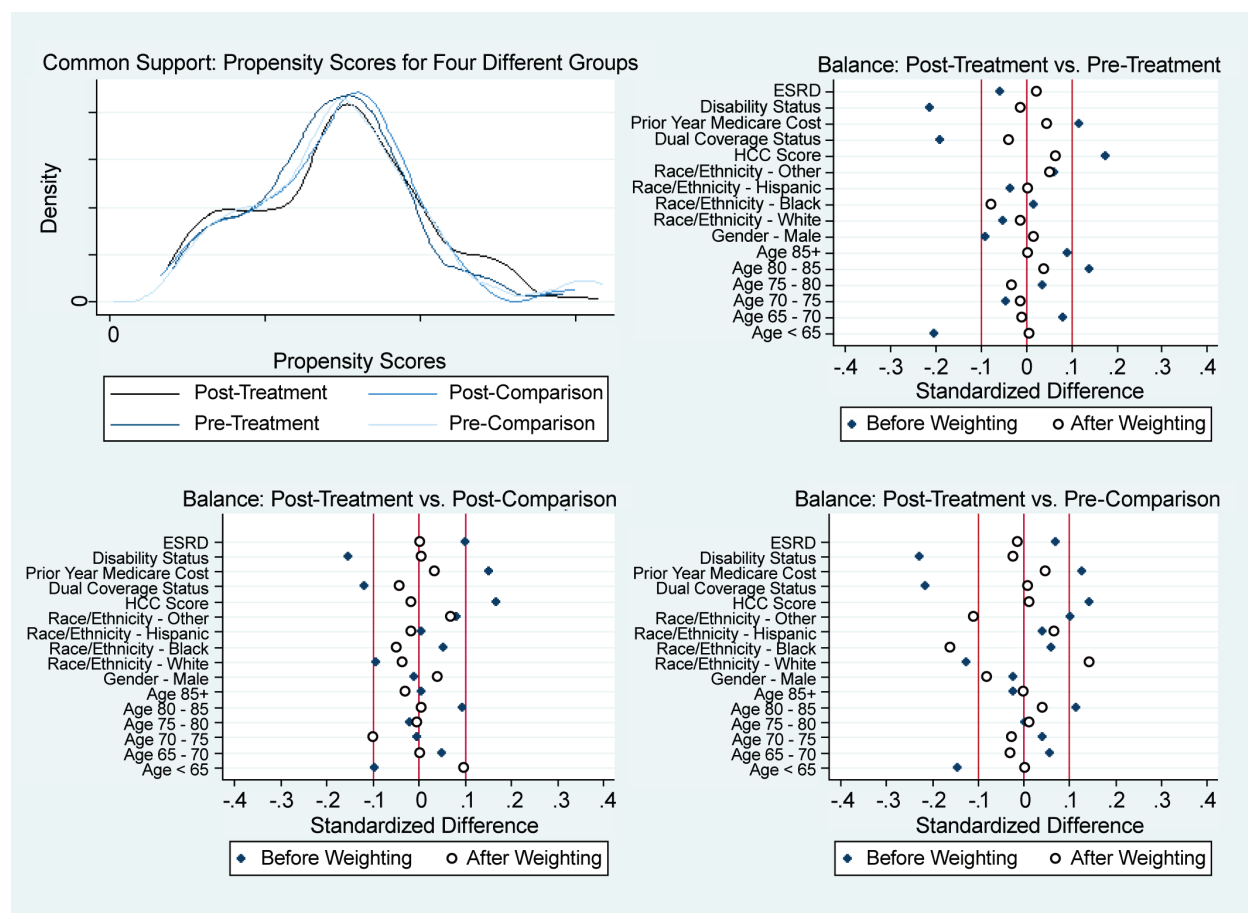 Common Support: Propensity Scores for Four Different Groups
Density
0
0
Propensity Scores
Post-Treatment
Post-Comparison
Pre-Treatment
Pre-Comparison
Balance: Post-Treatment vs. Pre-Treatment
ESRD
Disability Status
Prior Year Medicare Cost
Dual Coverage Status
HCC Score
Race/Ethnicity - Other
Race/Ethnicity - Hispanic
Race/Ethnicity - Black
Race/Ethnicity - White
Gender - Male
Age 85+
Age 80 - 85
Age 75 - 80
Age 70 - 75
Age 65 - 70
Age < 65
-.4 -.3 -.2 -.1 0 .1 .2 .3 .4
Standardized Difference
Before Weighting After Weighting
Balance: Post-Treatment vs. Post-Comparison
ESRD
Disability Status
Prior Year Medicare Cost
Dual Coverage Status
HCC Score
Race/Ethnicity - Other
Race/Ethnicity - Hispanic
Race/Ethnicity - Black
Race/Ethnicity - White
Gender - Male
Age 85+
Age 80 - 85
Age 75 - 80
Age 70 - 75
Age 65 - 70
Age < 65
-.4 -.3 -.2 -.1 0 .1 .2 .3 .4
Standardized Difference
Before Weighting After Weighting
Balance: Post-Treatment vs. Pre-Comparison
ESRD
Disability Status
Prior Year Medicare Cost
Dual Coverage Status
HCC Score
Race/Ethnicity - Other
Race/Ethnicity - Hispanic
Race/Ethnicity - Black
Race/Ethnicity - White
Gender - Male
Age 85+
Age 80 - 85
Age 75 - 80
Age 70 - 75
Age 65 - 70
Age < 65
-.4 -.3 -.2 -.1 0 .1 .2 .3 .4
Standardized Difference
Before Weighting After Weighting